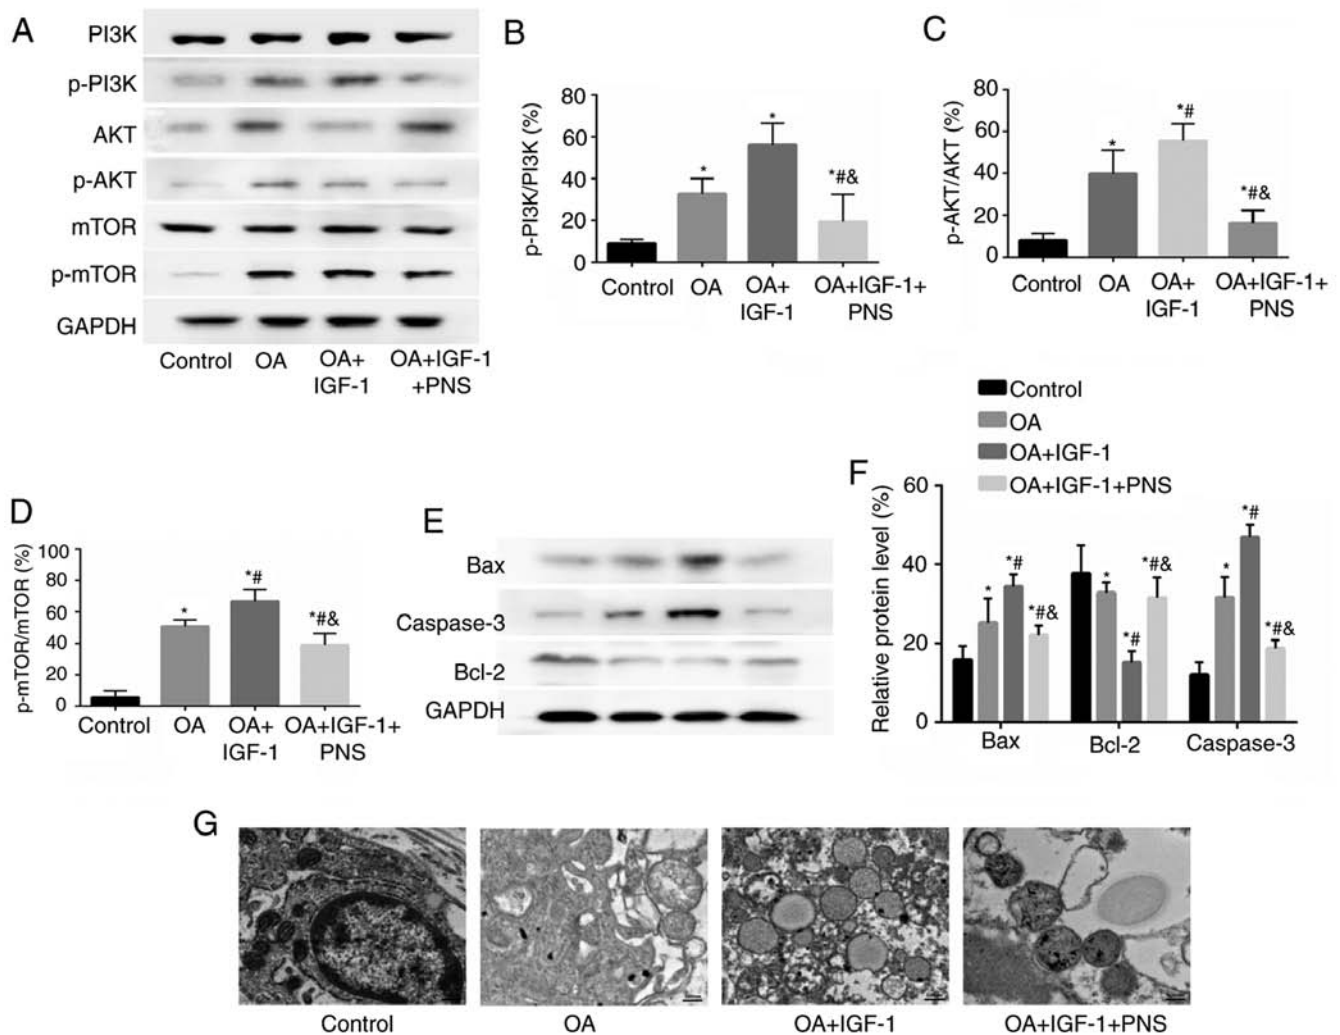 A
PI3K
p-PI3K
AKT
p-AKT
mTOR
p-mTOR
GAPDH
Control OA OA+ OA+IGF-1
IGF-1 +PNS
B
p-PI3K/PI3K (%)
80
60
40
20
0
*
*
*#&
Control OA OA+ OA+IGF-1+
IGF-1 PNS
C
p-AKT/AKT (%)
80
60
40
20
0
*
*#
*#&
Control OA OA+ OA+IGF-1+
IGF-1 PNS
D
p-mTOR/mTOR (%)
100
80
60
40
20
0
*
*#
*#&
Control OA OA+ OA+IGF-1+
IGF-1 PNS
E
Bax
Caspase-3
Bcl-2
GAPDH
Control
OA
OA+IGF-1
OA+IGF-1+PNS
F
Relative protein level (%)
60
40
20
0
* *# *#&
* *# *#&
* *# *#&
Bax Bcl-2 Caspase-3
G
Control OA OA+IGF-1 OA+IGF-1+PNS